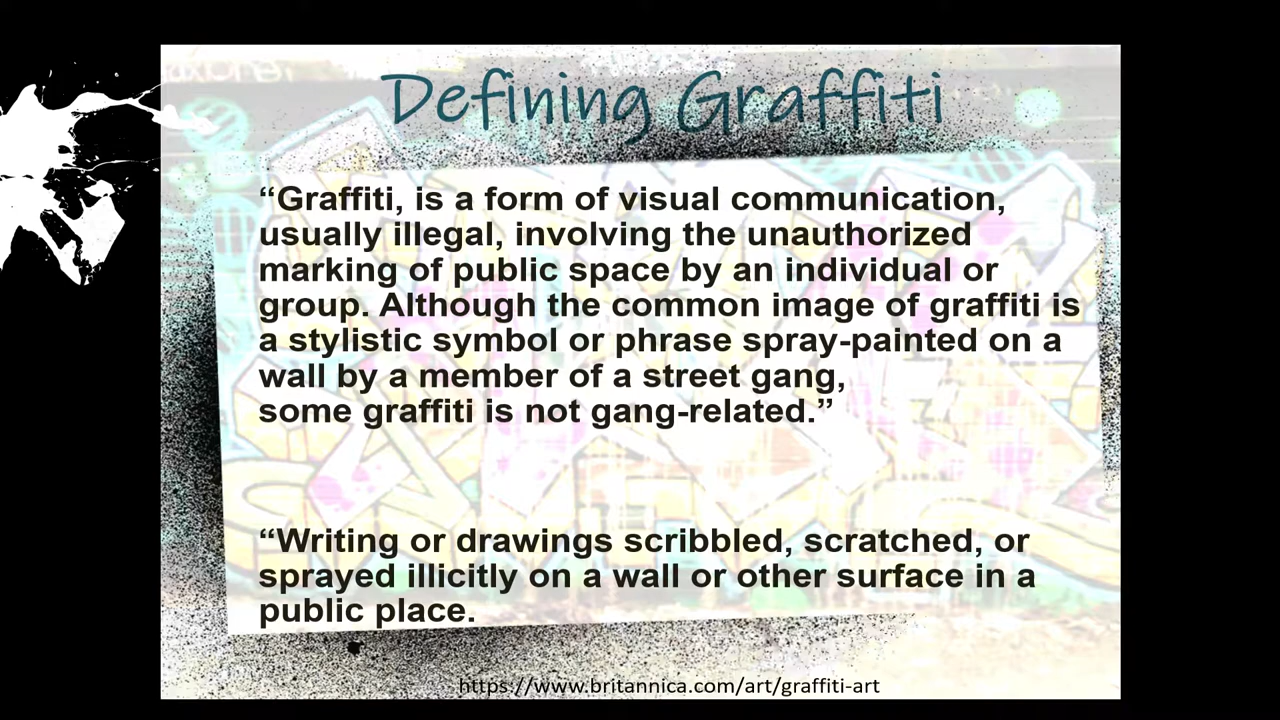 Defining Graffiti
“Graffiti, is a form of visual communication,
usually illegal, involving the unauthorized
marking of public space by an individual or
group. Although the common image of graffiti is
a stylistic symbol or phrase spray-painted on a
wall by a member of a street gang,
some graffiti is not gang-related.”
“Writing or drawings scribbled, scratched, or
sprayed illicitly on a wall or other surface in a
public place.
https://www.britannica.com/art/graffiti-art